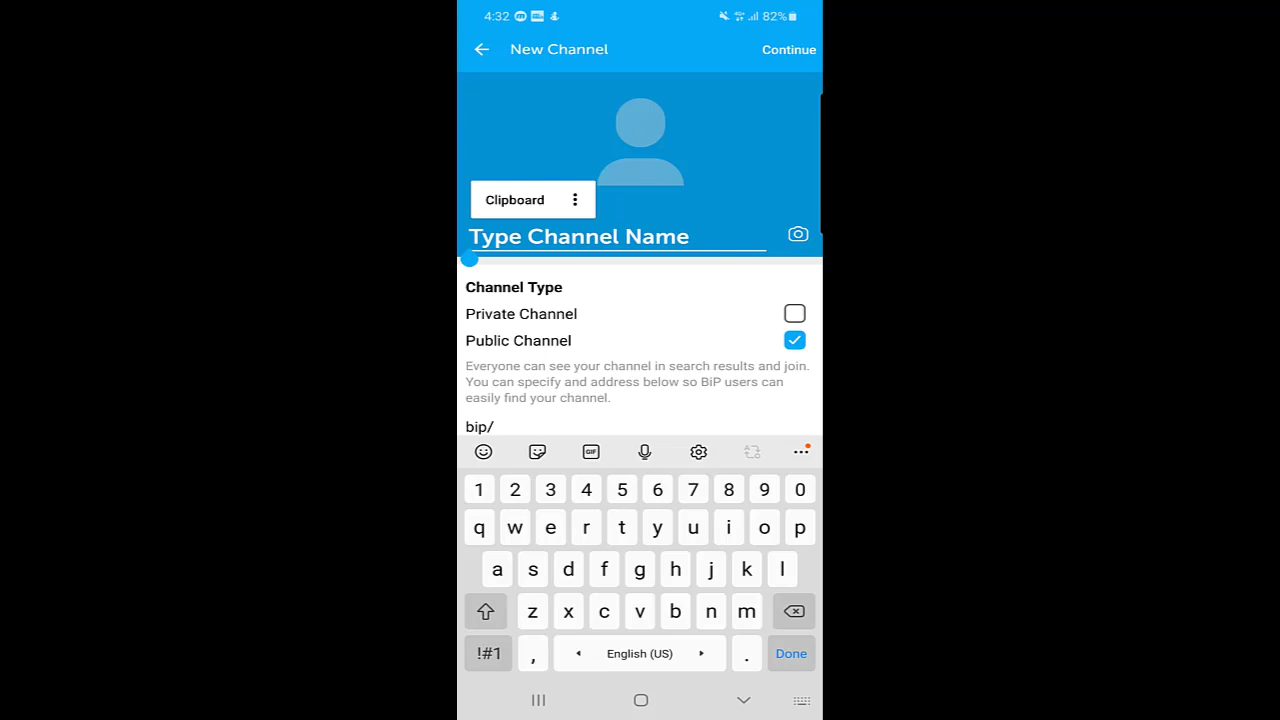 4:32 82%
New Channel Continue
Clipboard
Type Channel Name
Channel Type
Private Channel
Public Channel
Everyone can see your channel in search results and join.
You can specify and address below so BiP users can
easily find your channel.
bip/
GIF
1 2 3 4 5 6 7 8 9 0
q w e r t y u i o p
a s d f g h j k l
z x c v b n m
!#1 , English (US) . Done